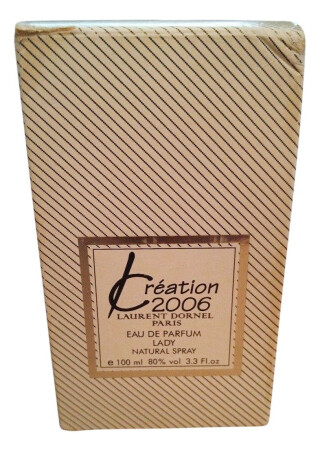 Création
2006
LAURENT DORNEL
PARIS
EAU DE PARFUM
LADY
NATURAL SPRAY
e 100 ml 80% vol 3.3 Fl.oz